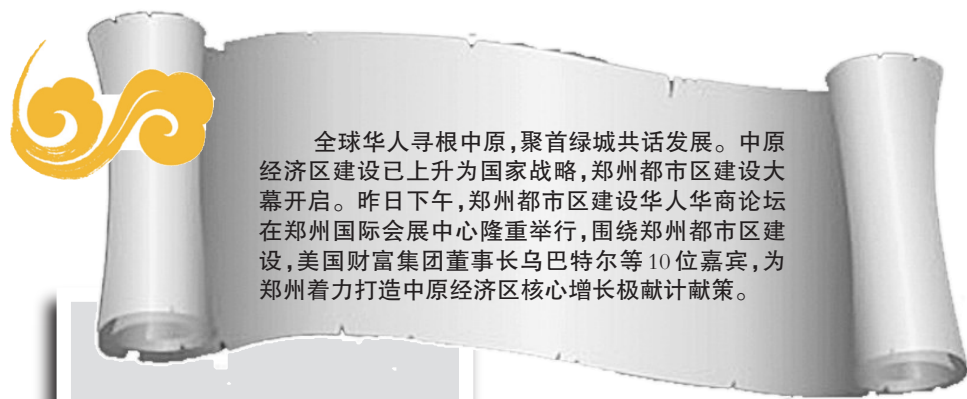 全球华人寻根中原，聚首绿城共话发展。中原
经济区建设已上升为国家战略，郑州都市区建设大
幕开启。昨日下午，郑州都市区建设华人华商论坛
在郑州国际会展中心隆重举行，围绕郑州都市区建
设，美国财富集团董事长乌巴特尔等10位嘉宾，为
郑州着力打造中原经济区核心增长极献计献策。